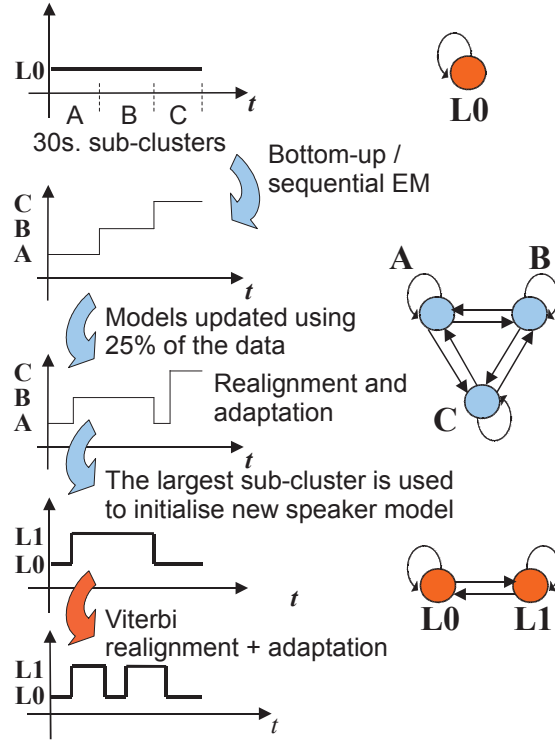 L0
A B C t
30s. sub-clusters
L0
Bottom-up /
sequential EM
C
B
A
t
A B
C
Models updated using
25% of the data
C
B
A
t
Realignment and
adaptation
The largest sub-cluster is used
to initialise new speaker model
L1
L0
t
L0 L1
Viterbi
realignment + adaptation
L1
L0
t